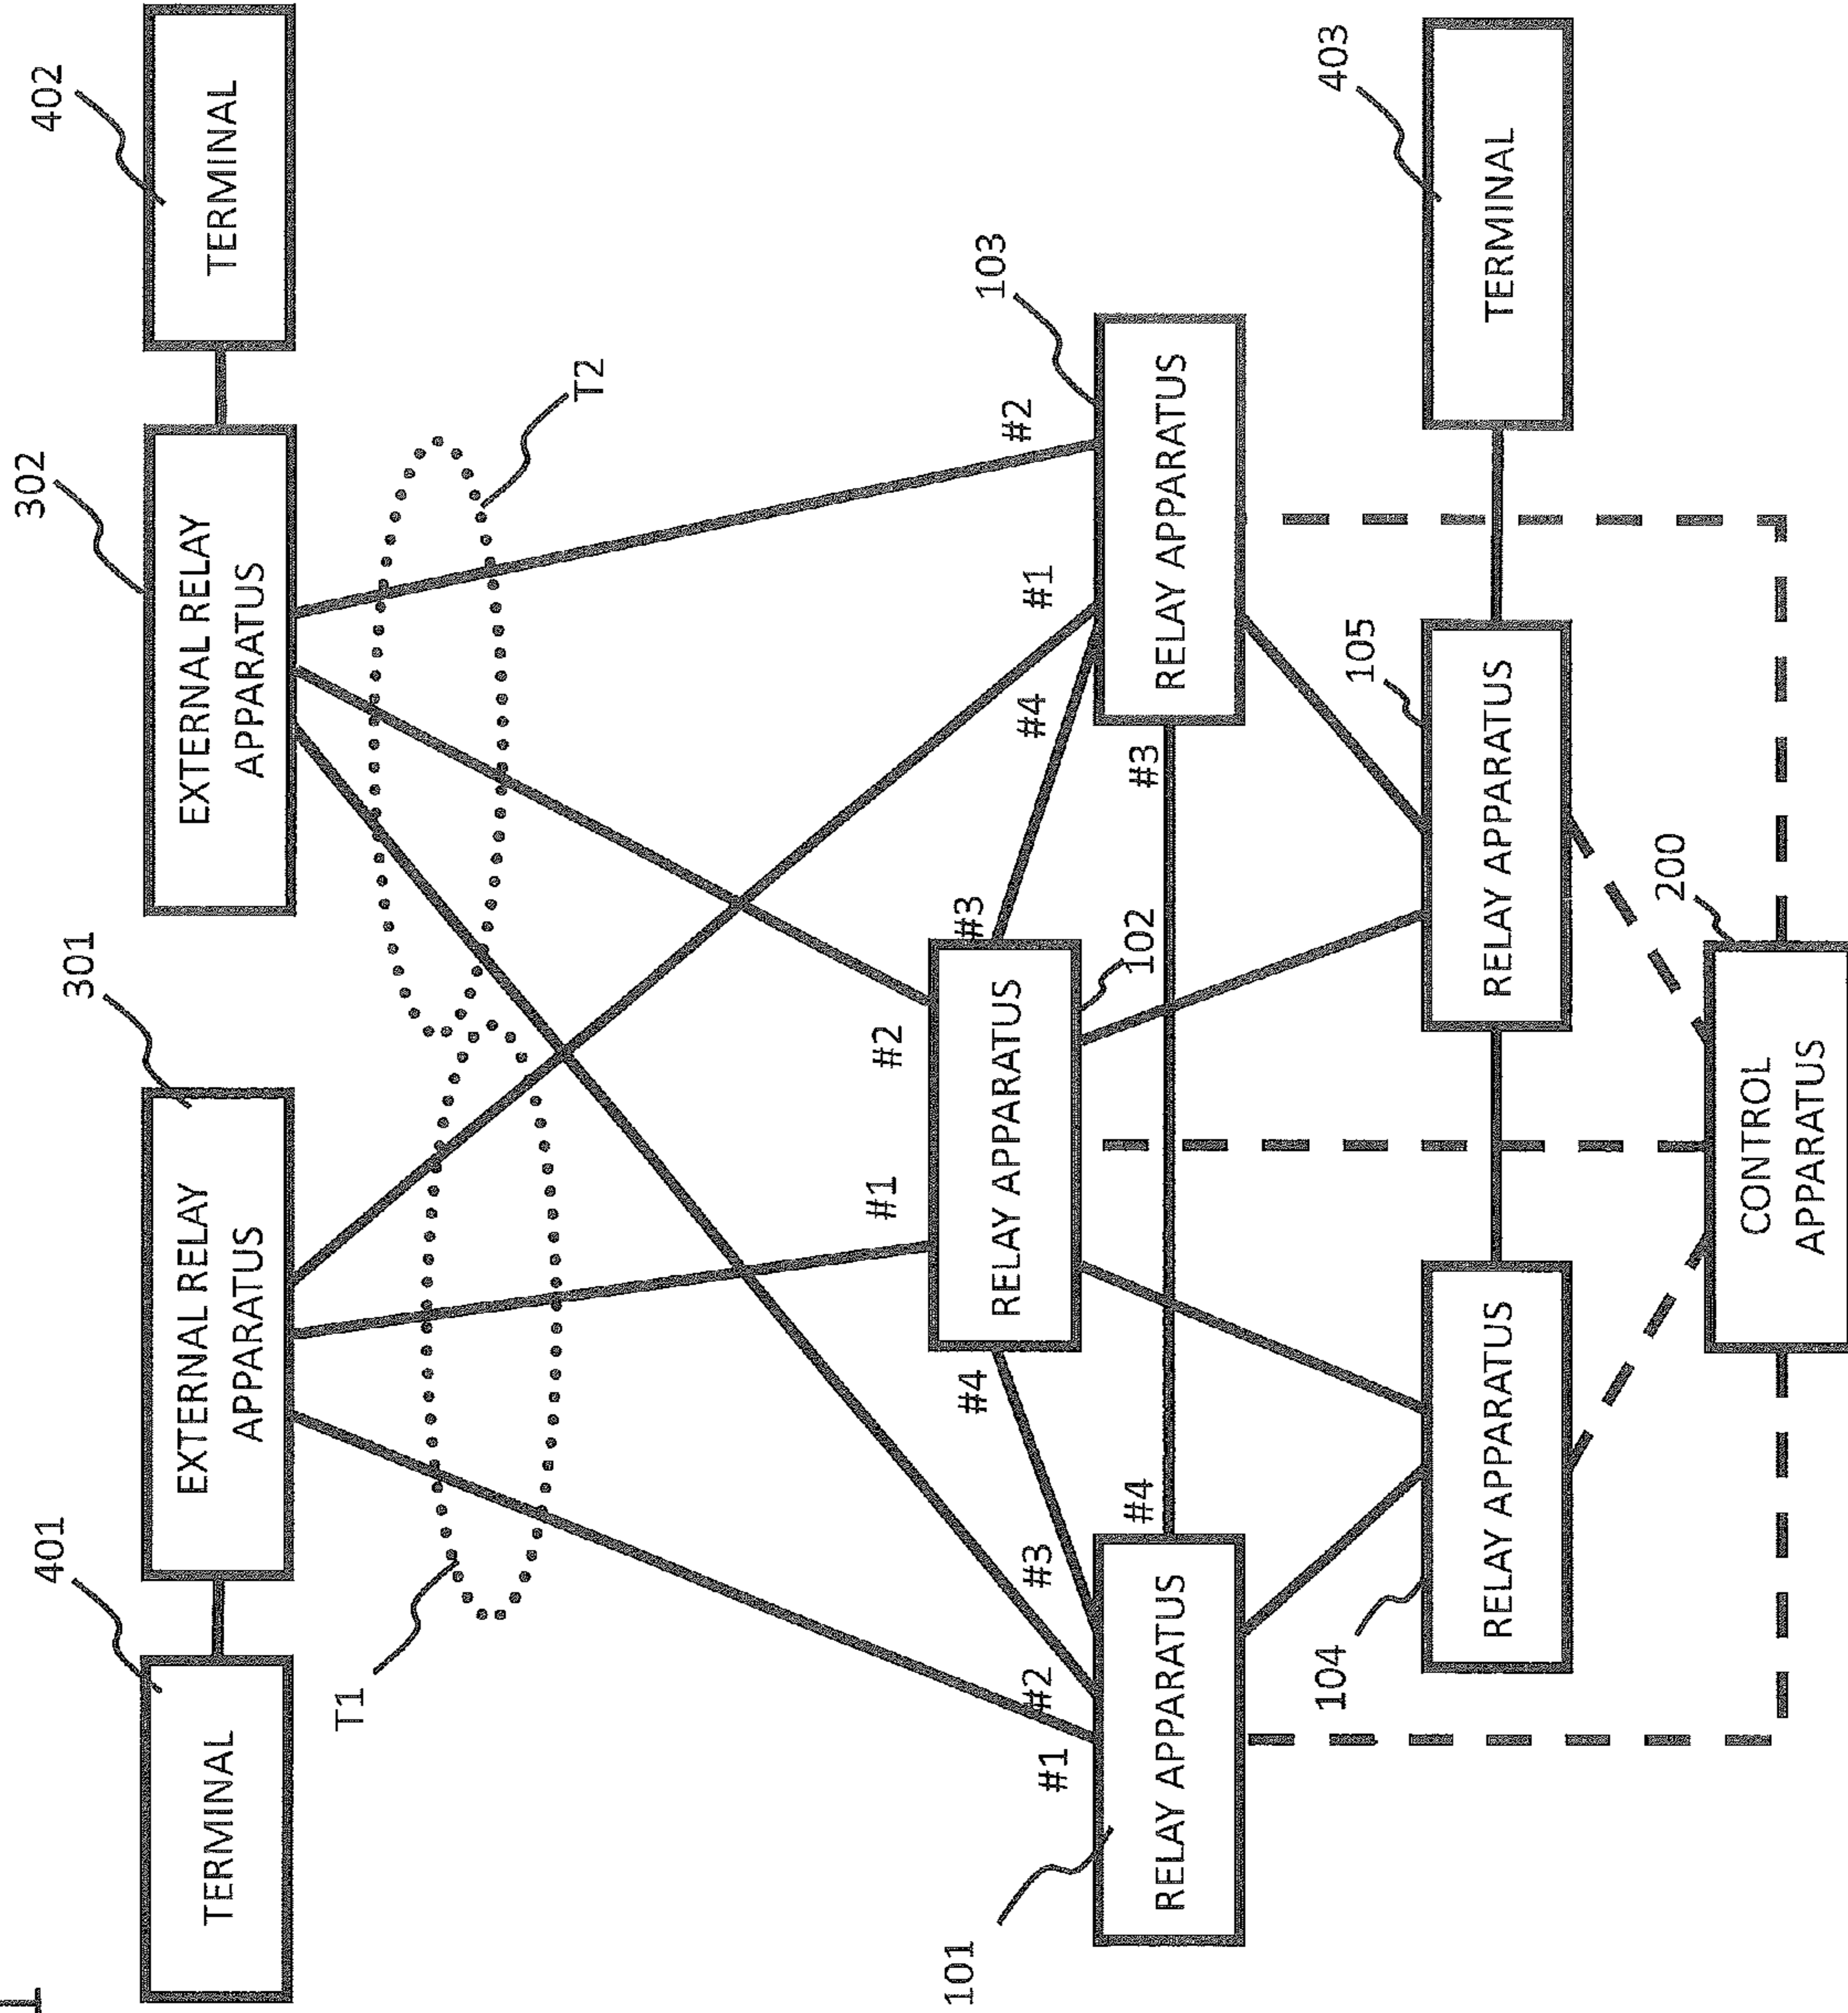 401
TERMINAL
301
EXTERNAL RELAY
APPARATUS
302
EXTERNAL RELAY
APPARATUS
402
TERMINAL
T1
T2
#1
#2
#3
#4
101
RELAY APPARATUS
#1
#2
#4
#3
RELAY APPARATUS
102
#1
#2
#4
#3
103
RELAY APPARATUS
104
RELAY APPARATUS
105
RELAY APPARATUS
403
TERMINAL
200
CONTROL
APPARATUS